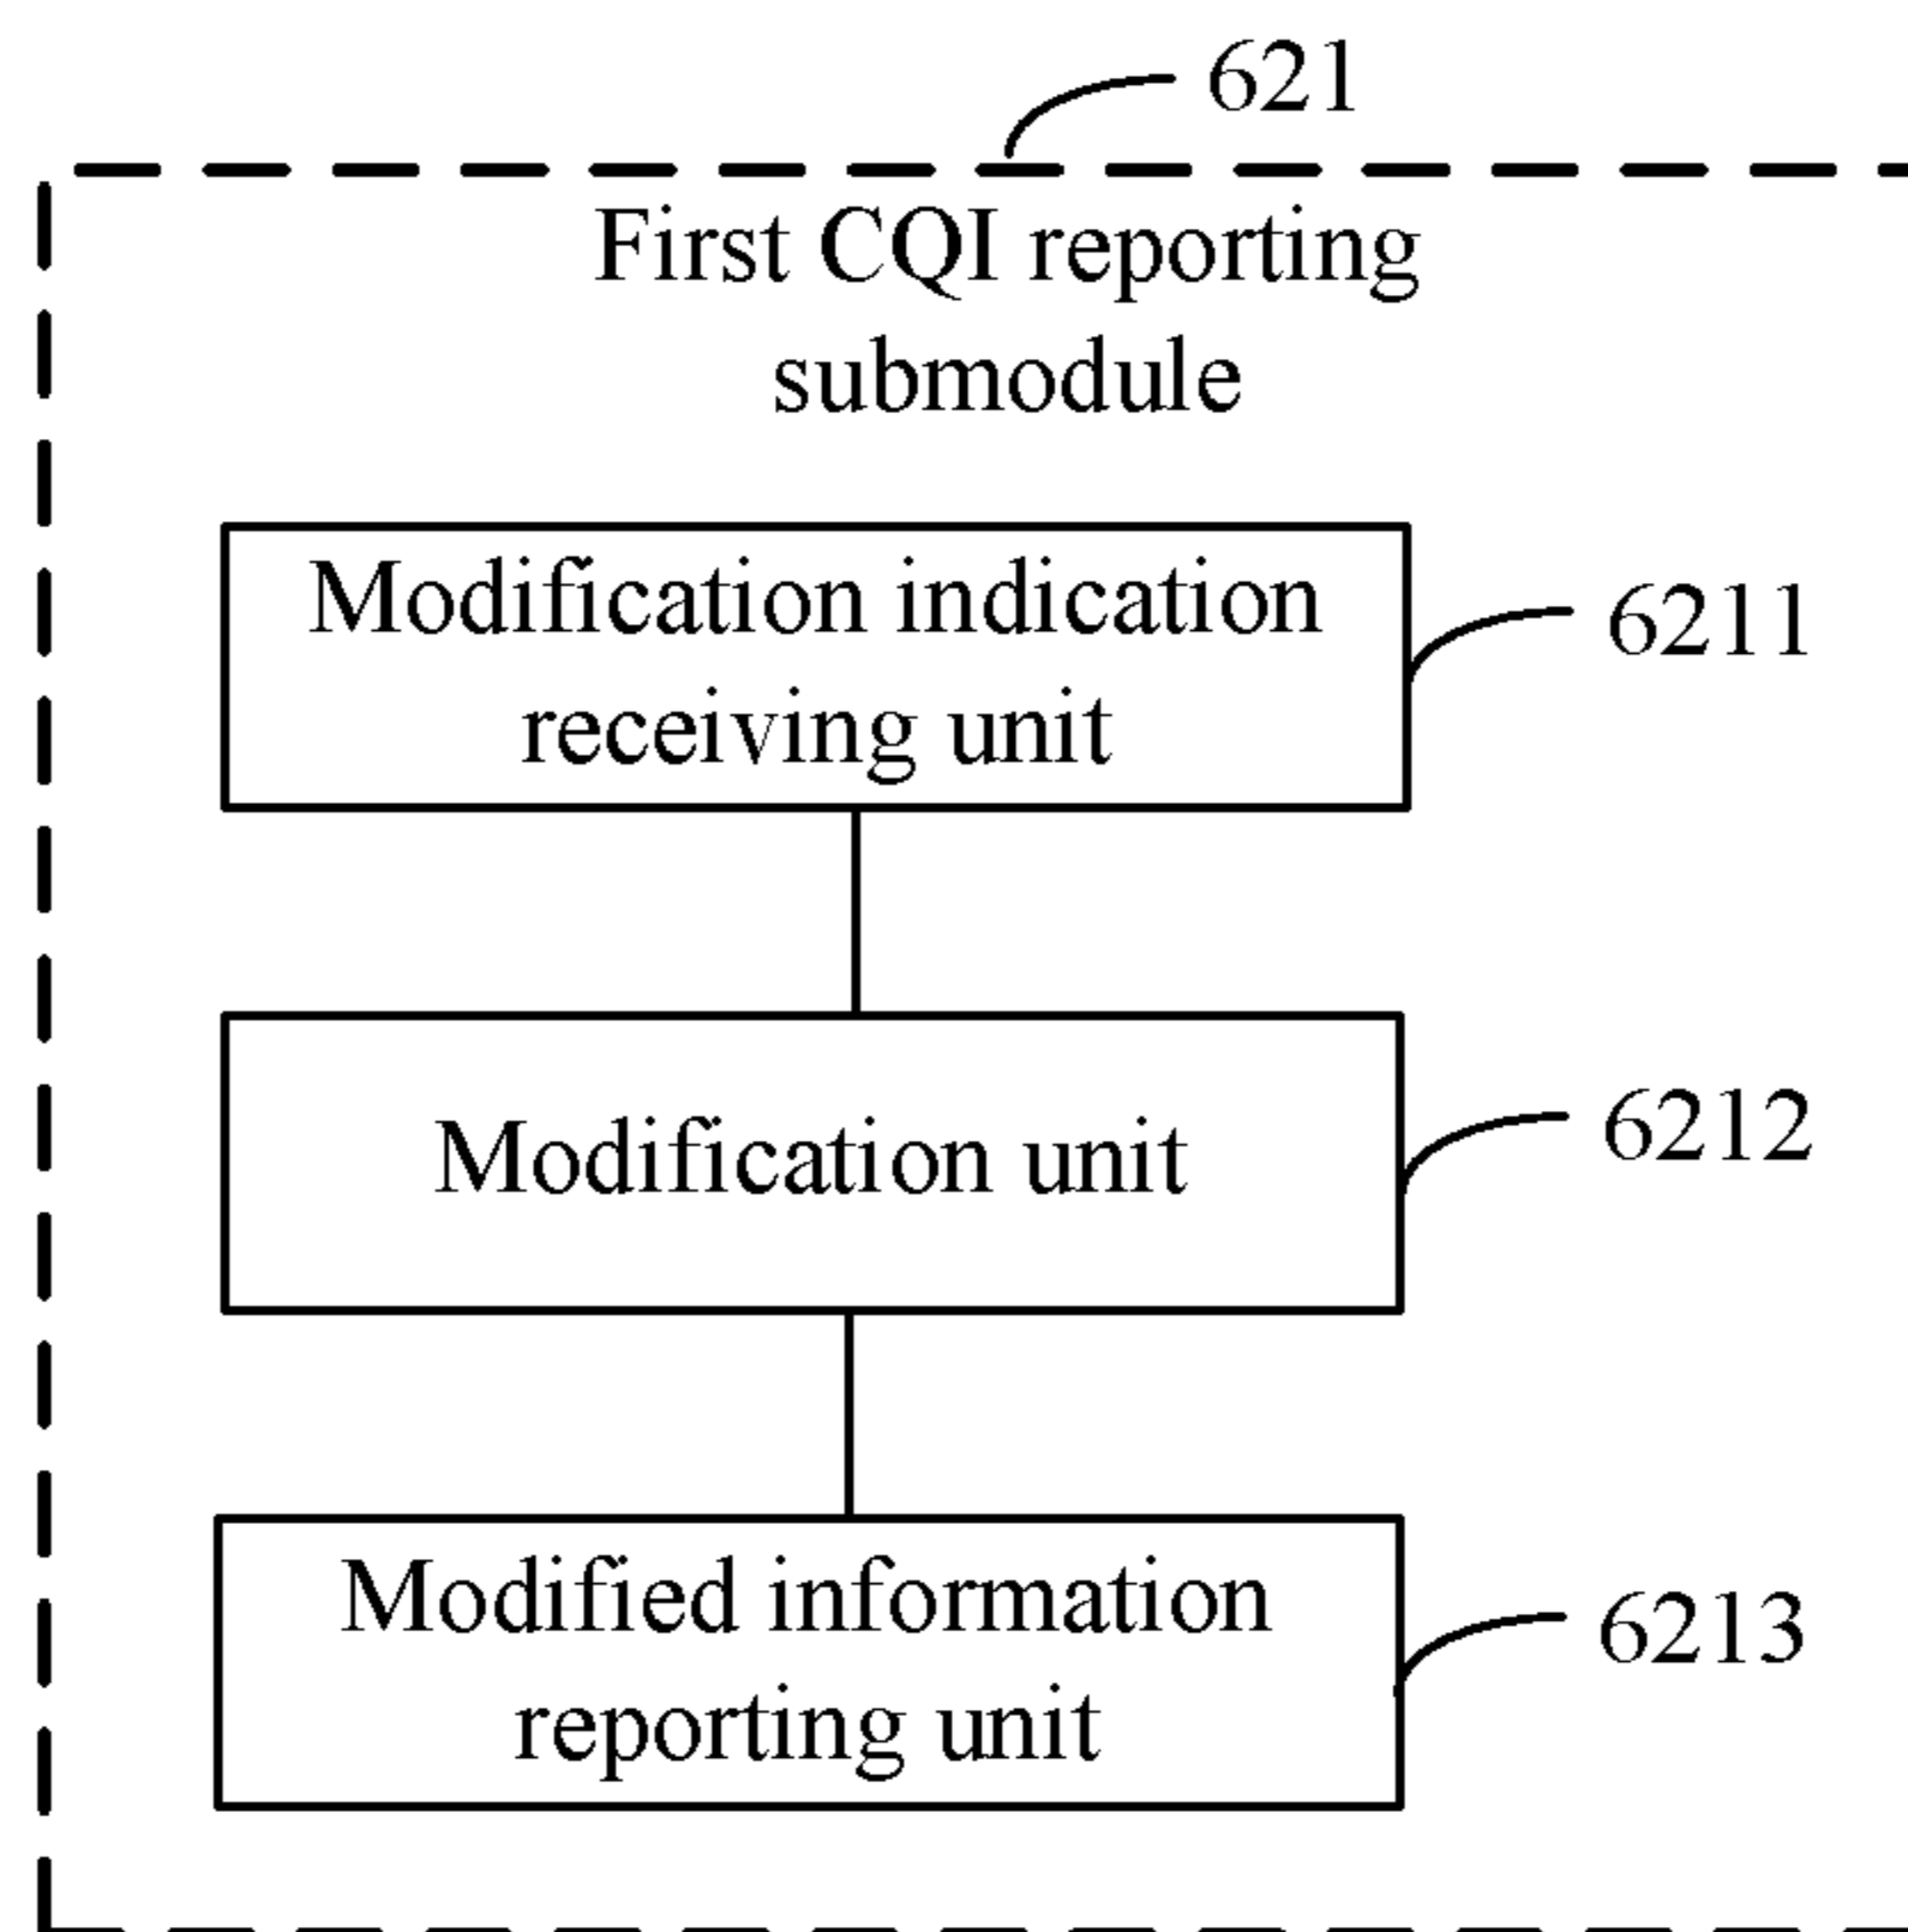 621
First CQI reporting
submodule
Modification indication
receiving unit
6211
Modification unit
6212
Modified information
reporting unit
6213